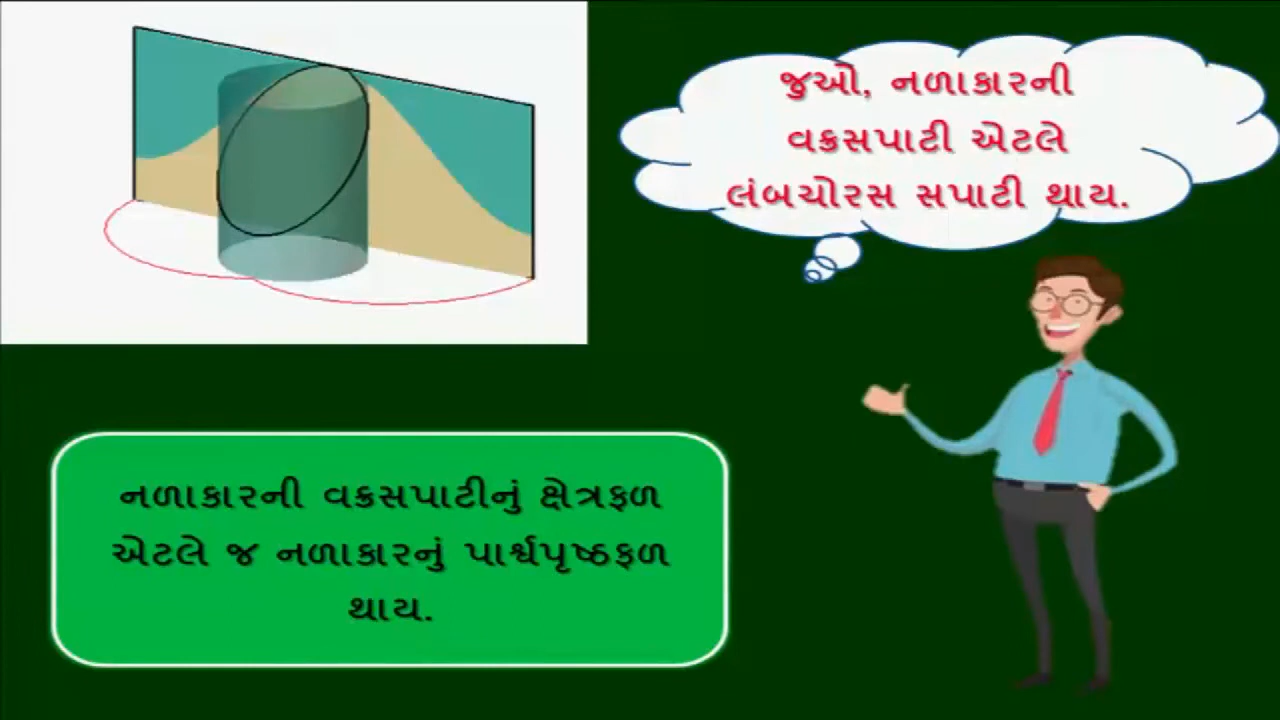 જુઓ, નળાકારની
વક્રસપાટી એટલે
લંબચોરસ સપાટી થાય.
નળાકારની વક્રસપાટીનું ક્ષેત્રફળ
એટલે જ નળાકારનું પાર્શ્વપૃષ્ઠફળ
થાય.